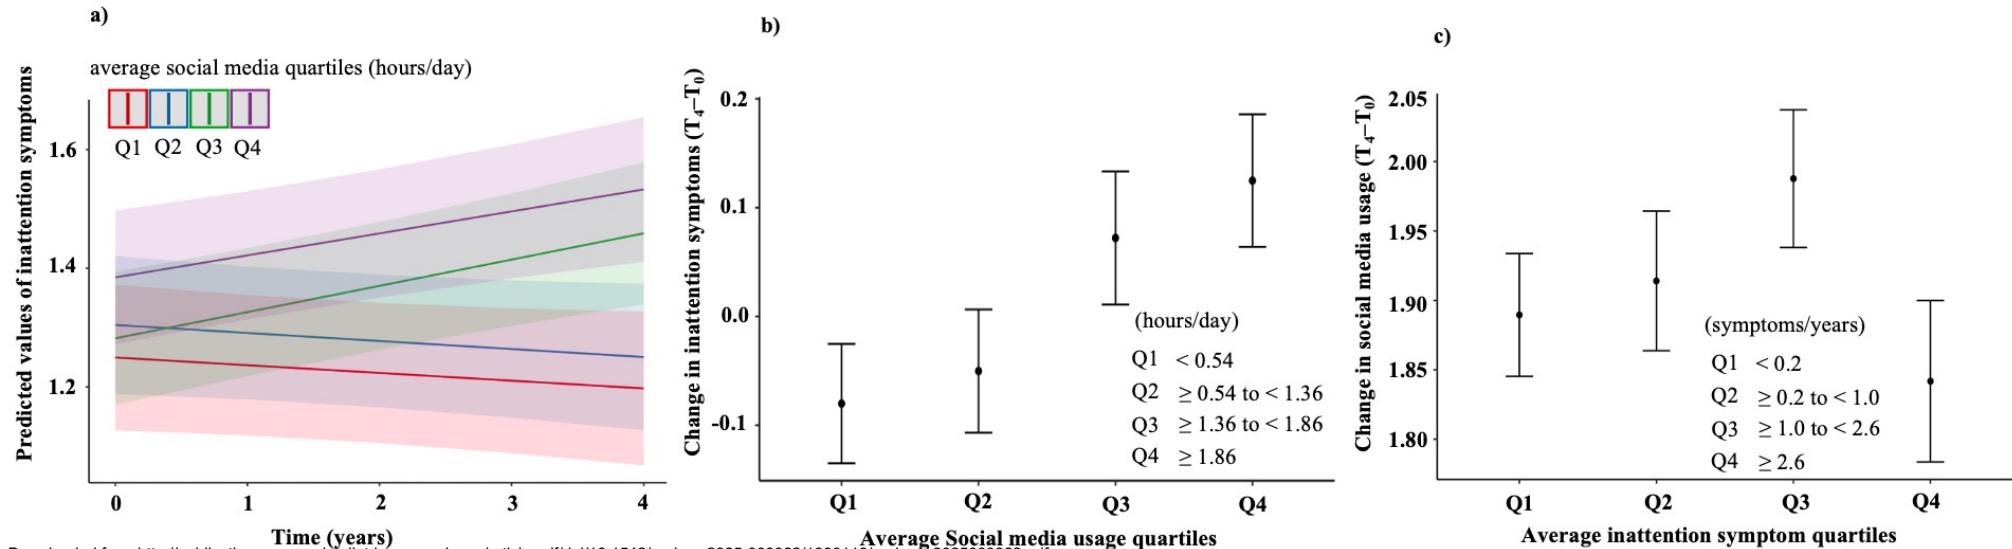 a)
average social media quartiles (hours/day)
Q1 Q2 Q3 Q4
Predicted values of inattention symptoms
1.6
1.4
1.2
0 1 2 3 4
Time (years)
b)
Change in inattention symptoms (T4–T0)
0.2
0.1
0.0
-0.1
(hours/day)
Q1 < 0.54
Q2 ≥ 0.54 to < 1.36
Q3 ≥ 1.36 to < 1.86
Q4 ≥ 1.86
Q1 Q2 Q3 Q4
Average Social media usage quartiles
c)
Change in social media usage (T4–T0)
2.05
2.00
1.95
1.90
1.85
1.80
(symptoms/years)
Q1 < 0.2
Q2 ≥ 0.2 to < 1.0
Q3 ≥ 1.0 to < 2.6
Q4 ≥ 2.6
Q1 Q2 Q3 Q4
Average inattention symptom quartiles